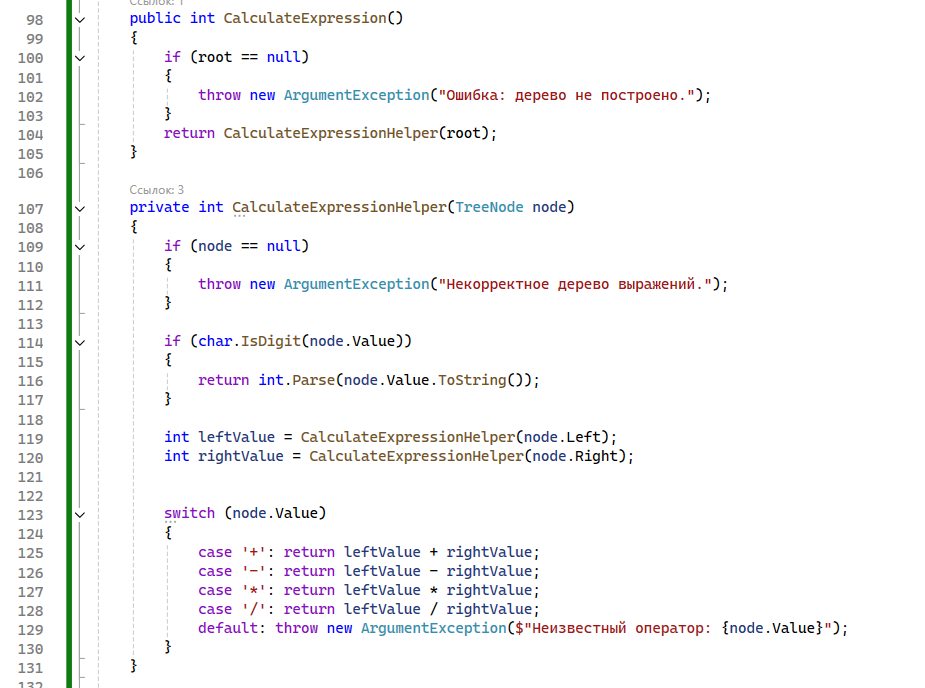 Ссылок: 1
98 public int CalculateExpression()
99 {
100 if (root == null)
101 {
102 throw new ArgumentException("Ошибка: дерево не построено.");
103 }
104 return CalculateExpressionHelper(root);
105 }
106
Ссылок: 3
107 private int CalculateExpressionHelper(TreeNode node)
108 {
109 if (node == null)
110 {
111 throw new ArgumentException("Некорректное дерево выражений.");
112 }
113
114 if (char.IsDigit(node.Value))
115 {
116 return int.Parse(node.Value.ToString());
117 }
118
119 int leftValue = CalculateExpressionHelper(node.Left);
120 int rightValue = CalculateExpressionHelper(node.Right);
121
122
123 switch (node.Value)
124 {
125 case '+': return leftValue + rightValue;
126 case '-': return leftValue - rightValue;
127 case '*': return leftValue * rightValue;
128 case '/': return leftValue / rightValue;
129 default: throw new ArgumentException($"Неизвестный оператор: {node.Value}");
130 }
131 }
132